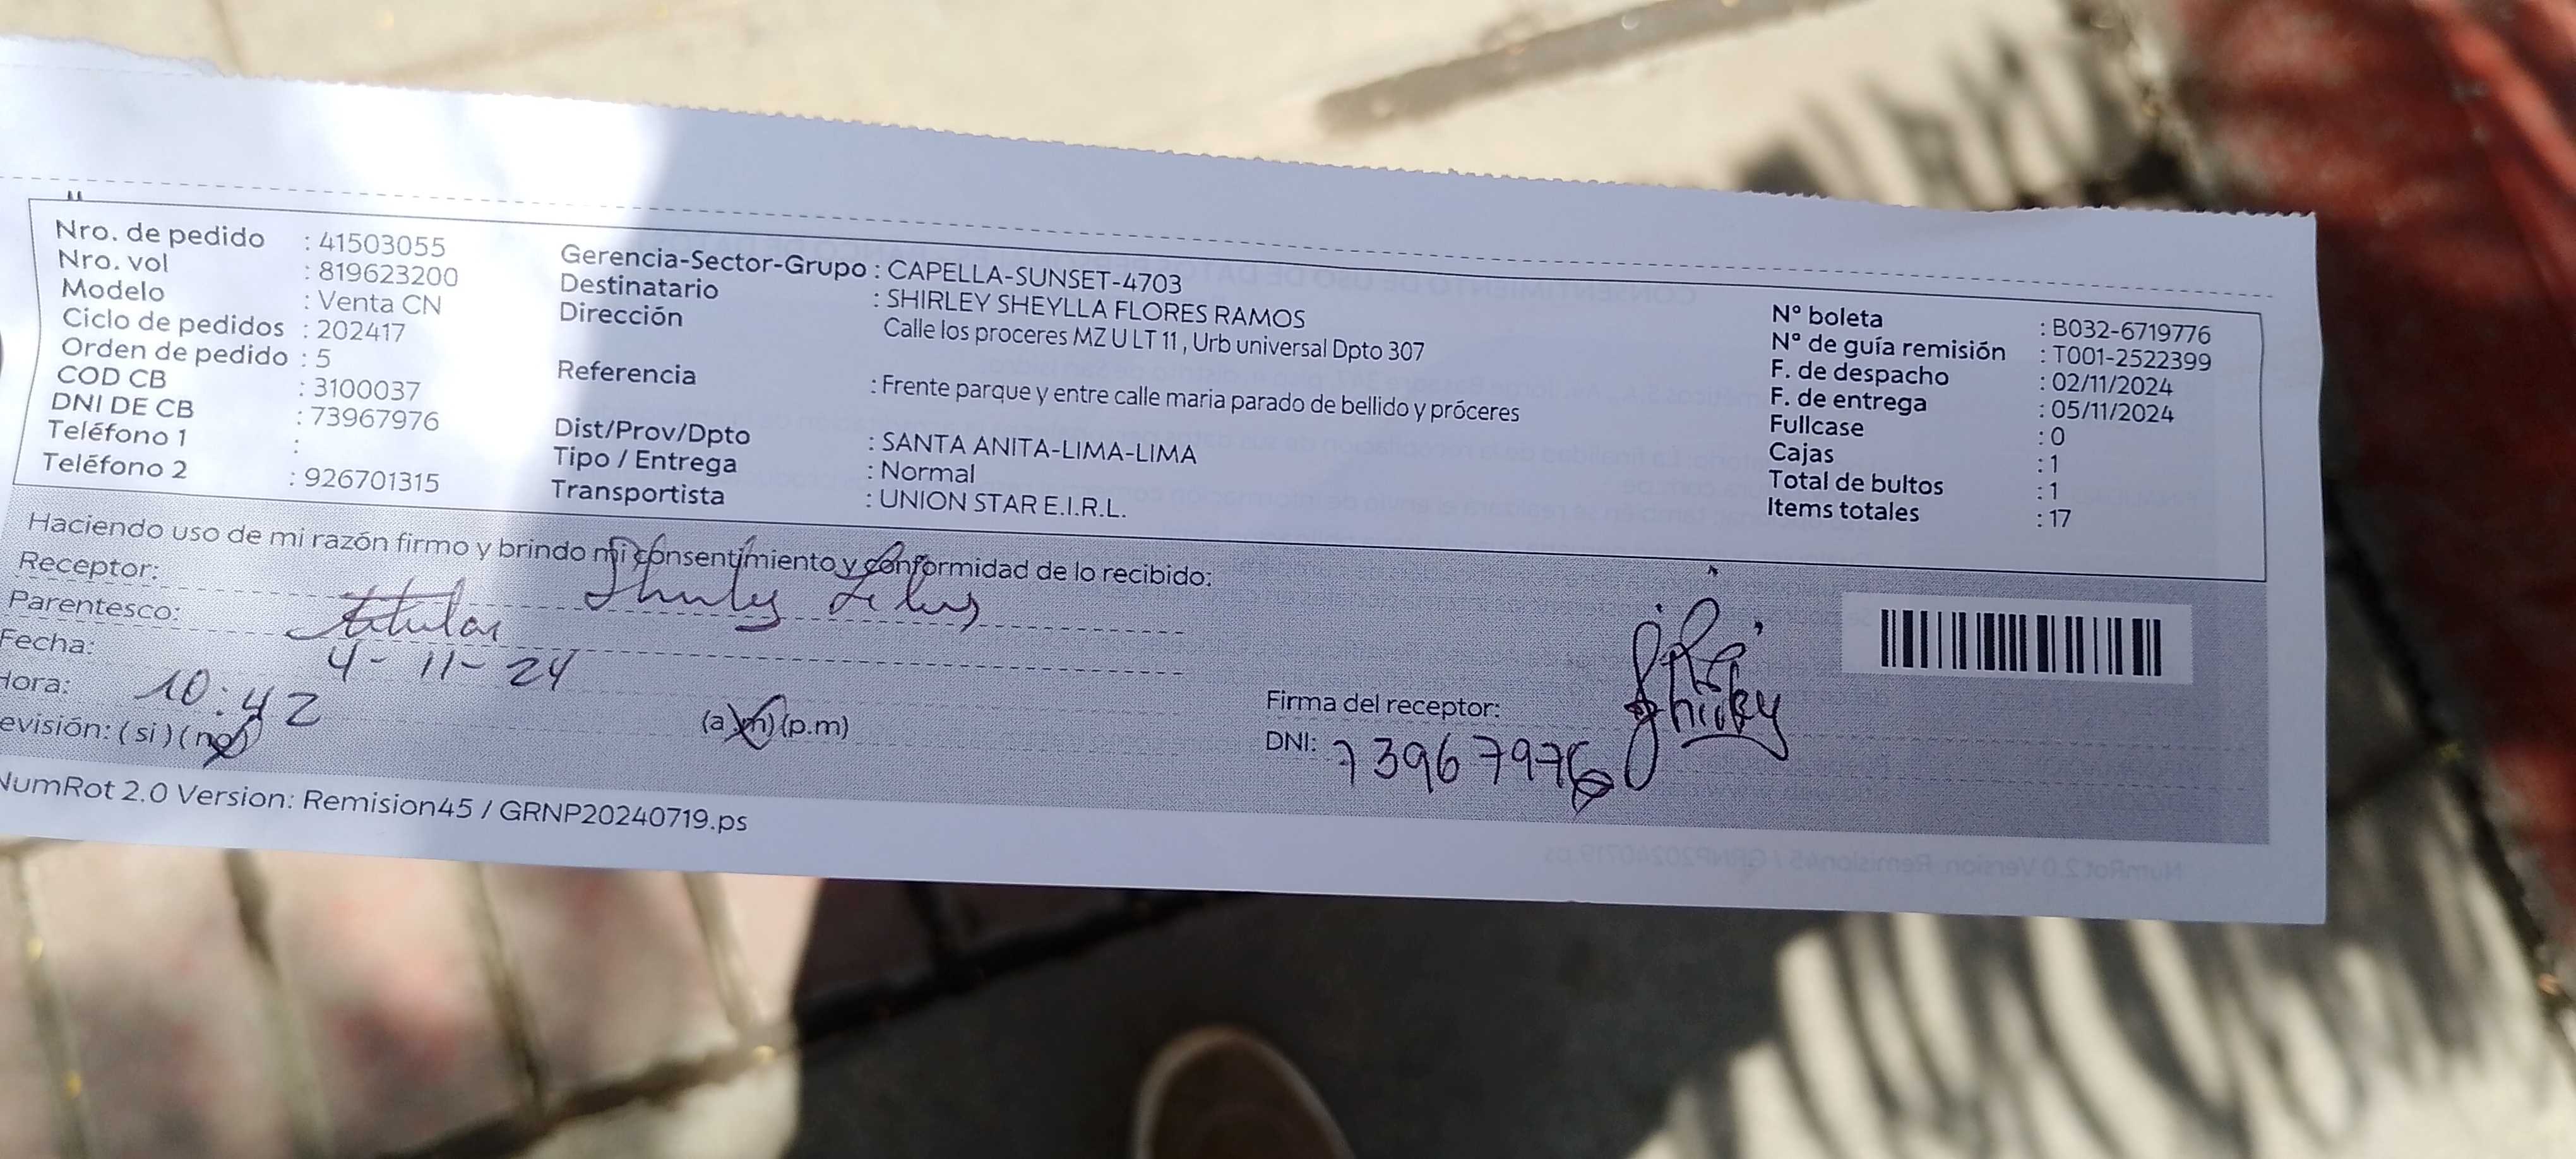 Nro. de pedido : 41503055
Nro. vol : 819623200
Modelo : Venta CN
Ciclo de pedidos : 202417
Orden de pedido : 5
COD CB : 3100037
DNI DE CB : 73967976
Teléfono 1 :
Teléfono 2 : 926701315
Gerencia-Sector-Grupo : CAPELLA-SUNSET-4703
Destinatario : SHIRLEY SHEYLLA FLORES RAMOS
Dirección Calle los proceres MZ U LT 11 , Urb universal Dpto 307
Referencia : Frente parque y entre calle maria parado de bellido y próceres
Dist/Prov/Dpto : SANTA ANITA-LIMA-LIMA
Tipo / Entrega : Normal
Transportista : UNION STAR E.I.R.L.
N° boleta : B032-6719776
N° de guía remisión : T001-2522399
F. de despacho : 02/11/2024
F. de entrega : 05/11/2024
Fullcase : 0
Cajas : 1
Total de bultos : 1
Items totales : 17
Haciendo uso de mi razón firmo y brindo mi consentimiento y conformidad de lo recibido:
Receptor:
Parentesco: titular
Fecha: 4-11-24
Hora: 10:42 (a.m) (p.m)
evisión: ( si ) ( no )
Firma del receptor: Shirley
DNI: 73967976
NumRot 2.0 Version: Remision45 / GRNP20240719.ps